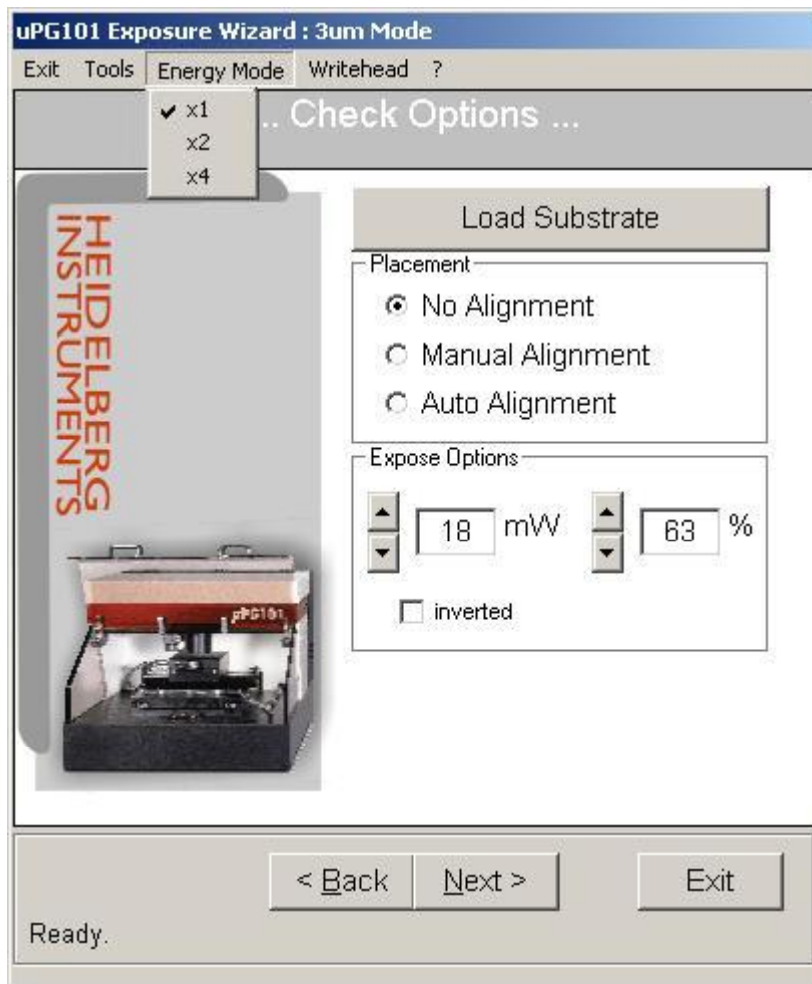 uPG101 Exposure Wizard : 3um Mode
Exit Tools Energy Mode Writehead ?
x1
x2
x4
.. Check Options ...
HEIDELBERG
INSTRUMENTS
µPG101
Load Substrate
Placement
No Alignment
Manual Alignment
Auto Alignment
Expose Options
18 mW 63 %
inverted
< Back Next > Exit
Ready.